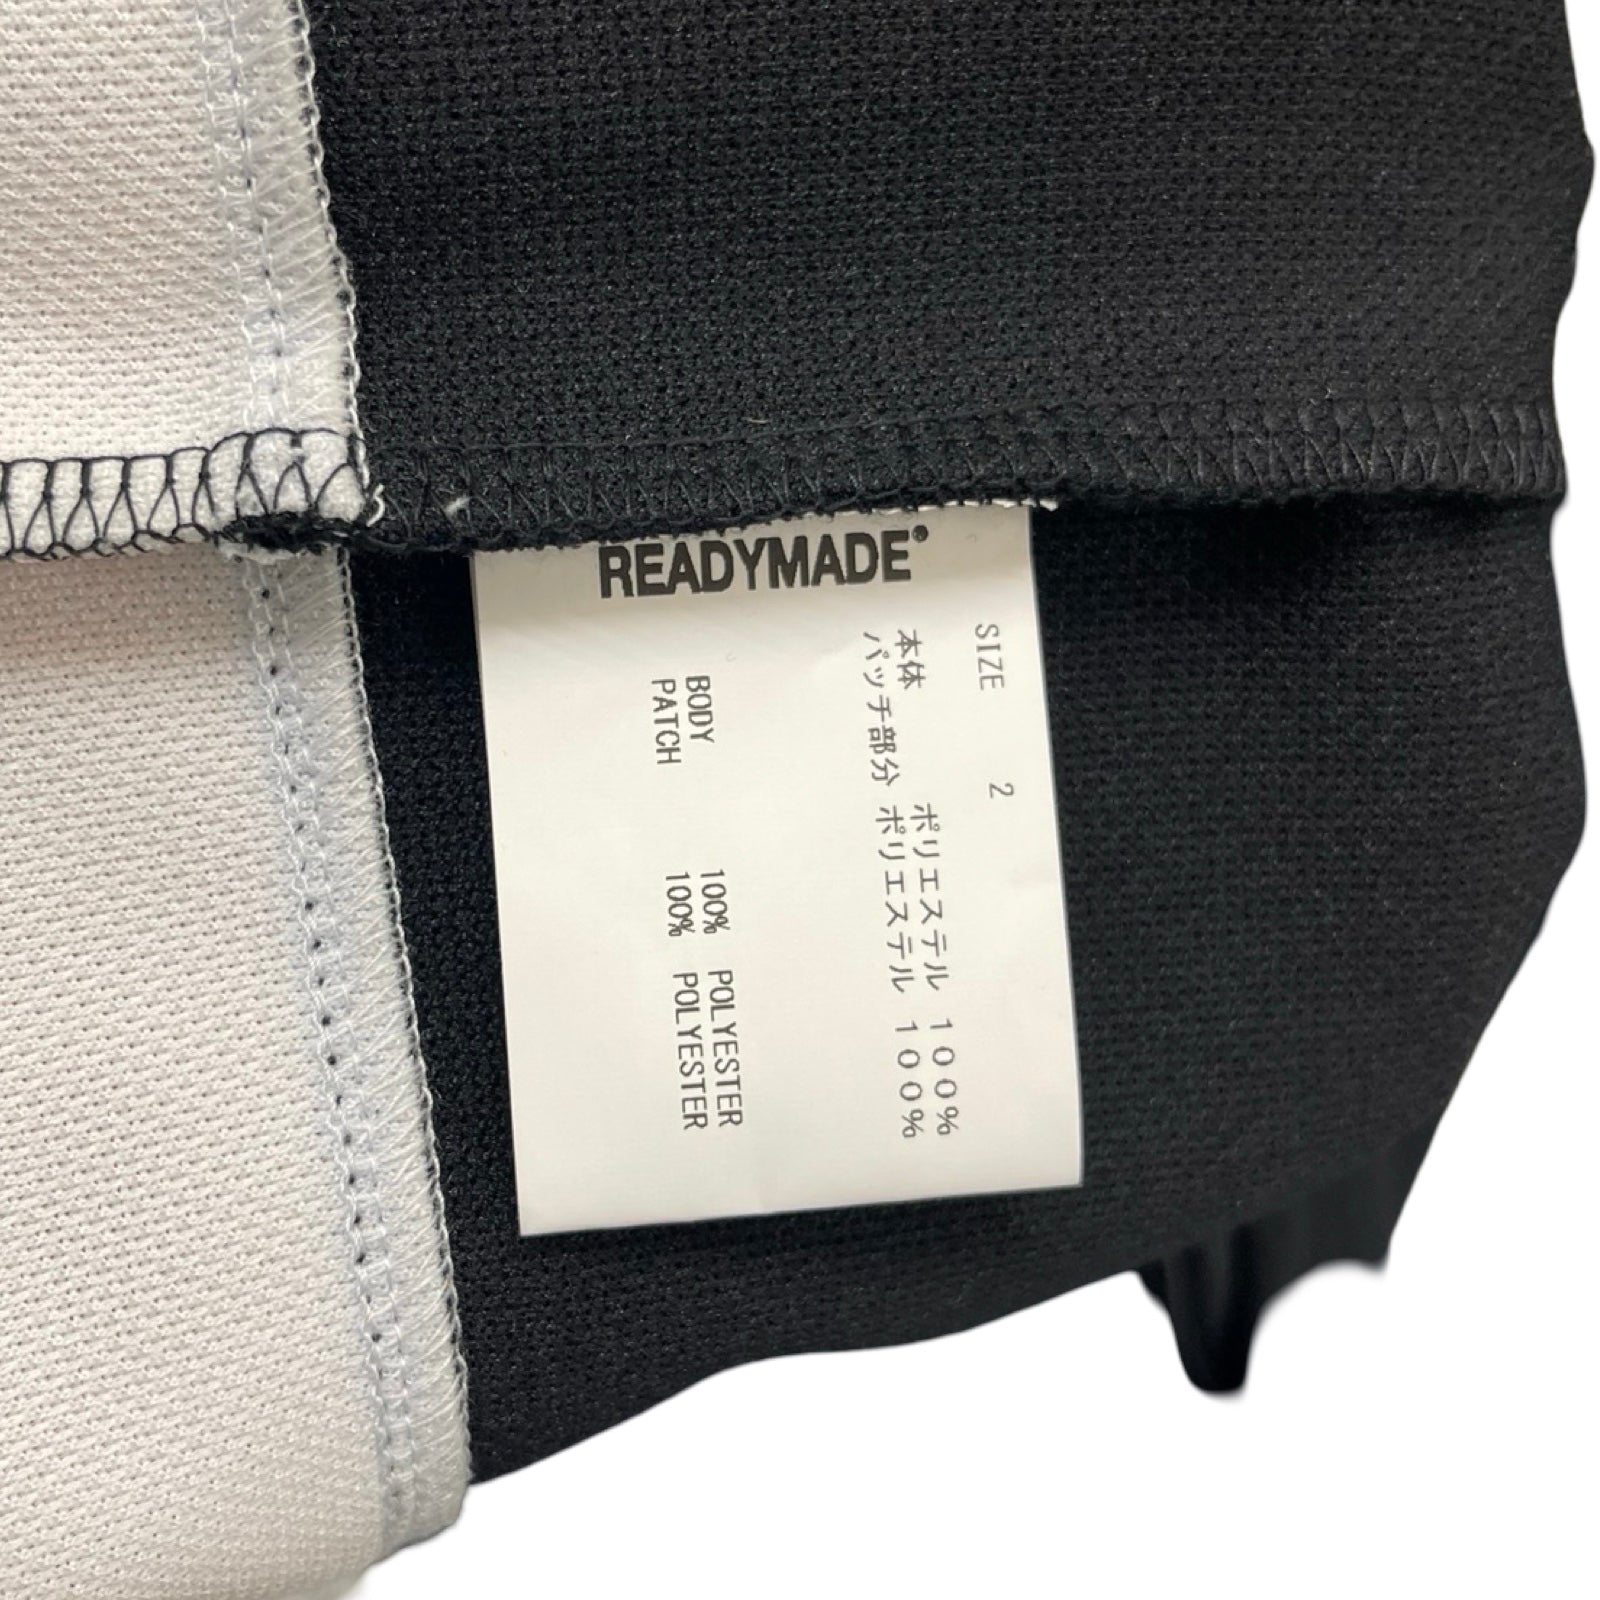 READYMADE®
SIZE 2
本体 ポリエステル 100%
パッチ部分 ポリエステル 100%
BODY 100% POLYESTER
PATCH 100% POLYESTER